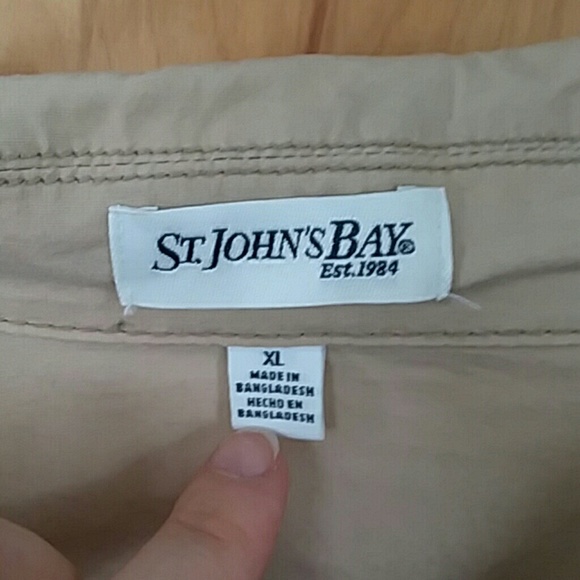 ST. JOHN'S BAY®
EST. 1984
XL
MADE IN
BANGLADESH
HECHO EN
BANGLADESH